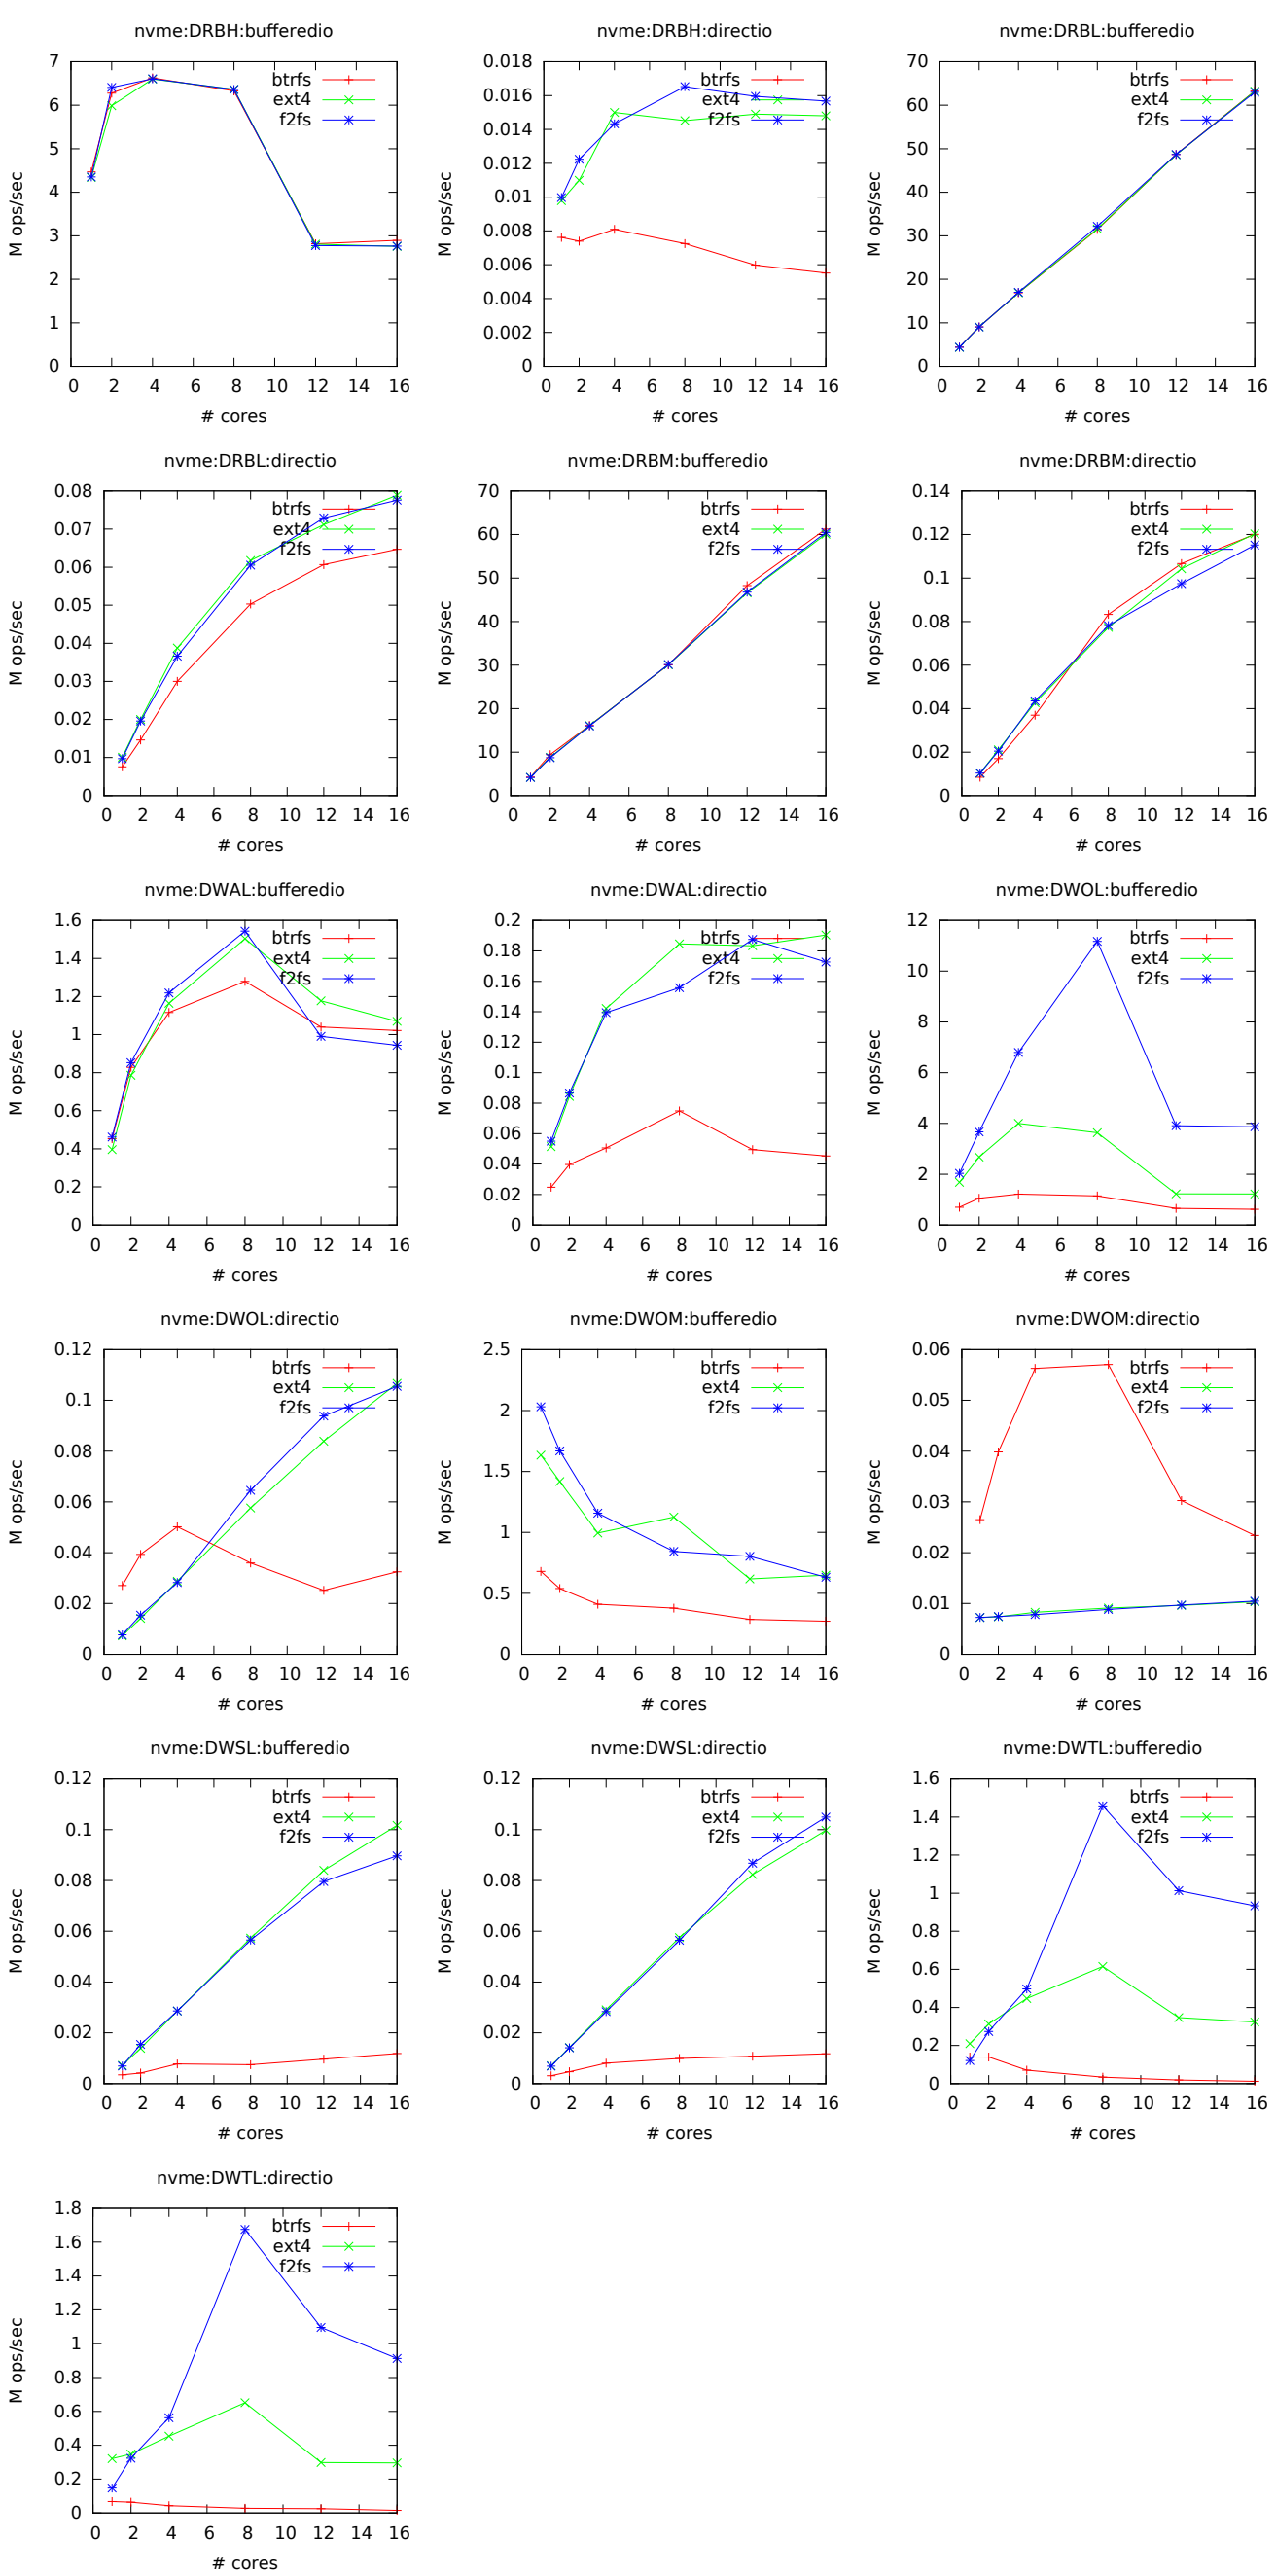 nvme:DRBH:bufferedio
M ops/sec
7
6
5
4
3
2
1
0
0 2 4 6 8 10 12 14 16
# cores
btrfs
ext4
f2fs
nvme:DRBH:directio
M ops/sec
0.018
0.016
0.014
0.012
0.01
0.008
0.006
0.004
0.002
0
0 2 4 6 8 10 12 14 16
# cores
btrfs
ext4
f2fs
nvme:DRBL:bufferedio
M ops/sec
70
60
50
40
30
20
10
0
0 2 4 6 8 10 12 14 16
# cores
btrfs
ext4
f2fs
nvme:DRBL:directio
M ops/sec
0.08
0.07
0.06
0.05
0.04
0.03
0.02
0.01
0
0 2 4 6 8 10 12 14 16
# cores
btrfs
ext4
f2fs
nvme:DRBM:bufferedio
M ops/sec
70
60
50
40
30
20
10
0
0 2 4 6 8 10 12 14 16
# cores
btrfs
ext4
f2fs
nvme:DRBM:directio
M ops/sec
0.14
0.12
0.1
0.08
0.06
0.04
0.02
0
0 2 4 6 8 10 12 14 16
# cores
btrfs
ext4
f2fs
nvme:DWAL:bufferedio
M ops/sec
1.6
1.4
1.2
1
0.8
0.6
0.4
0.2
0
0 2 4 6 8 10 12 14 16
# cores
btrfs
ext4
f2fs
nvme:DWAL:directio
M ops/sec
0.2
0.18
0.16
0.14
0.12
0.1
0.08
0.06
0.04
0.02
0
0 2 4 6 8 10 12 14 16
# cores
btrfs
ext4
f2fs
nvme:DWOL:bufferedio
M ops/sec
12
10
8
6
4
2
0
0 2 4 6 8 10 12 14 16
# cores
btrfs
ext4
f2fs
nvme:DWOL:directio
M ops/sec
0.12
0.1
0.08
0.06
0.04
0.02
0
0 2 4 6 8 10 12 14 16
# cores
btrfs
ext4
f2fs
nvme:DWOM:bufferedio
M ops/sec
2.5
2
1.5
1
0.5
0
0 2 4 6 8 10 12 14 16
# cores
btrfs
ext4
f2fs
nvme:DWOM:directio
M ops/sec
0.06
0.05
0.04
0.03
0.02
0.01
0
0 2 4 6 8 10 12 14 16
# cores
btrfs
ext4
f2fs
nvme:DWSL:bufferedio
M ops/sec
0.12
0.1
0.08
0.06
0.04
0.02
0
0 2 4 6 8 10 12 14 16
# cores
btrfs
ext4
f2fs
nvme:DWSL:directio
M ops/sec
0.12
0.1
0.08
0.06
0.04
0.02
0
0 2 4 6 8 10 12 14 16
# cores
btrfs
ext4
f2fs
nvme:DWTL:bufferedio
M ops/sec
1.6
1.4
1.2
1
0.8
0.6
0.4
0.2
0
0 2 4 6 8 10 12 14 16
# cores
btrfs
ext4
f2fs
nvme:DWTL:directio
M ops/sec
1.8
1.6
1.4
1.2
1
0.8
0.6
0.4
0.2
0
0 2 4 6 8 10 12 14 16
# cores
btrfs
ext4
f2fs